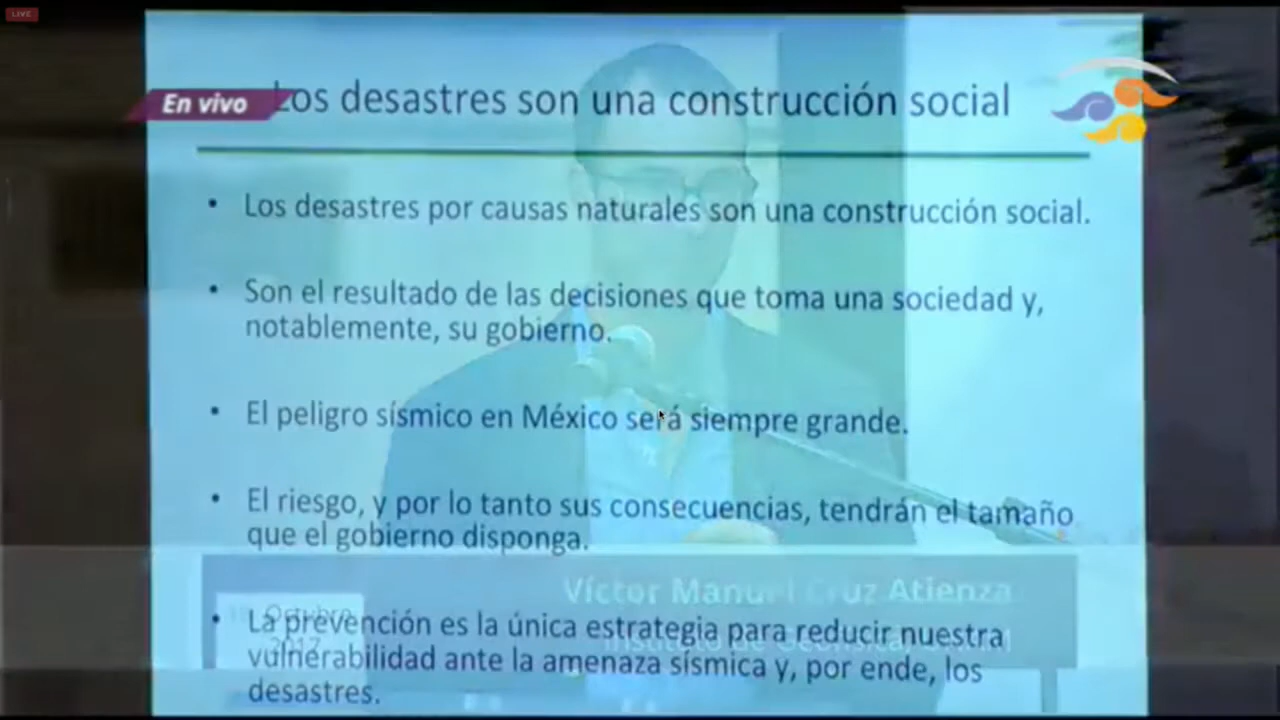 LIVE
En vivo
Los desastres son una construcción social
• Los desastres por causas naturales son una construcción social.
• Son el resultado de las decisiones que toma una sociedad y,
notablemente, su gobierno.
• El peligro sísmico en México será siempre grande.
• El riesgo, y por lo tanto sus consecuencias, tendrán el tamaño
que el gobierno disponga.
Víctor Manuel Cruz Atienza
Octubre
2017
• La prevención es la única estrategia para reducir nuestra
vulnerabilidad ante la amenaza sísmica y, por ende, los
desastres.